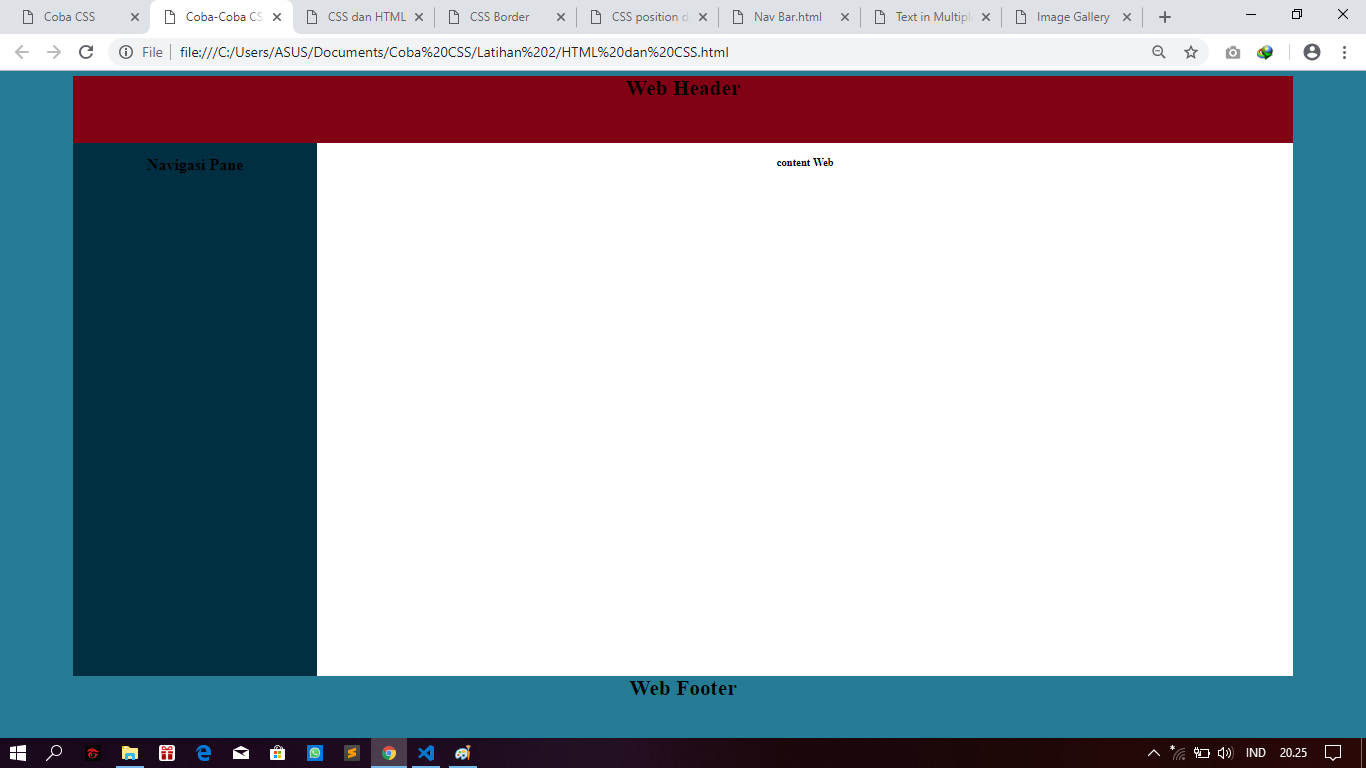 Coba CSS
Coba-Coba CS
CSS dan HTML
CSS Border
CSS position d
Nav Bar.html
Text in Multipl
Image Gallery
File
file:///C:/Users/ASUS/Documents/Coba%20CSS/Latihan%202/HTML%20dan%20CSS.html
Web Header
Navigasi Pane
content Web
Web Footer
IND
20.25